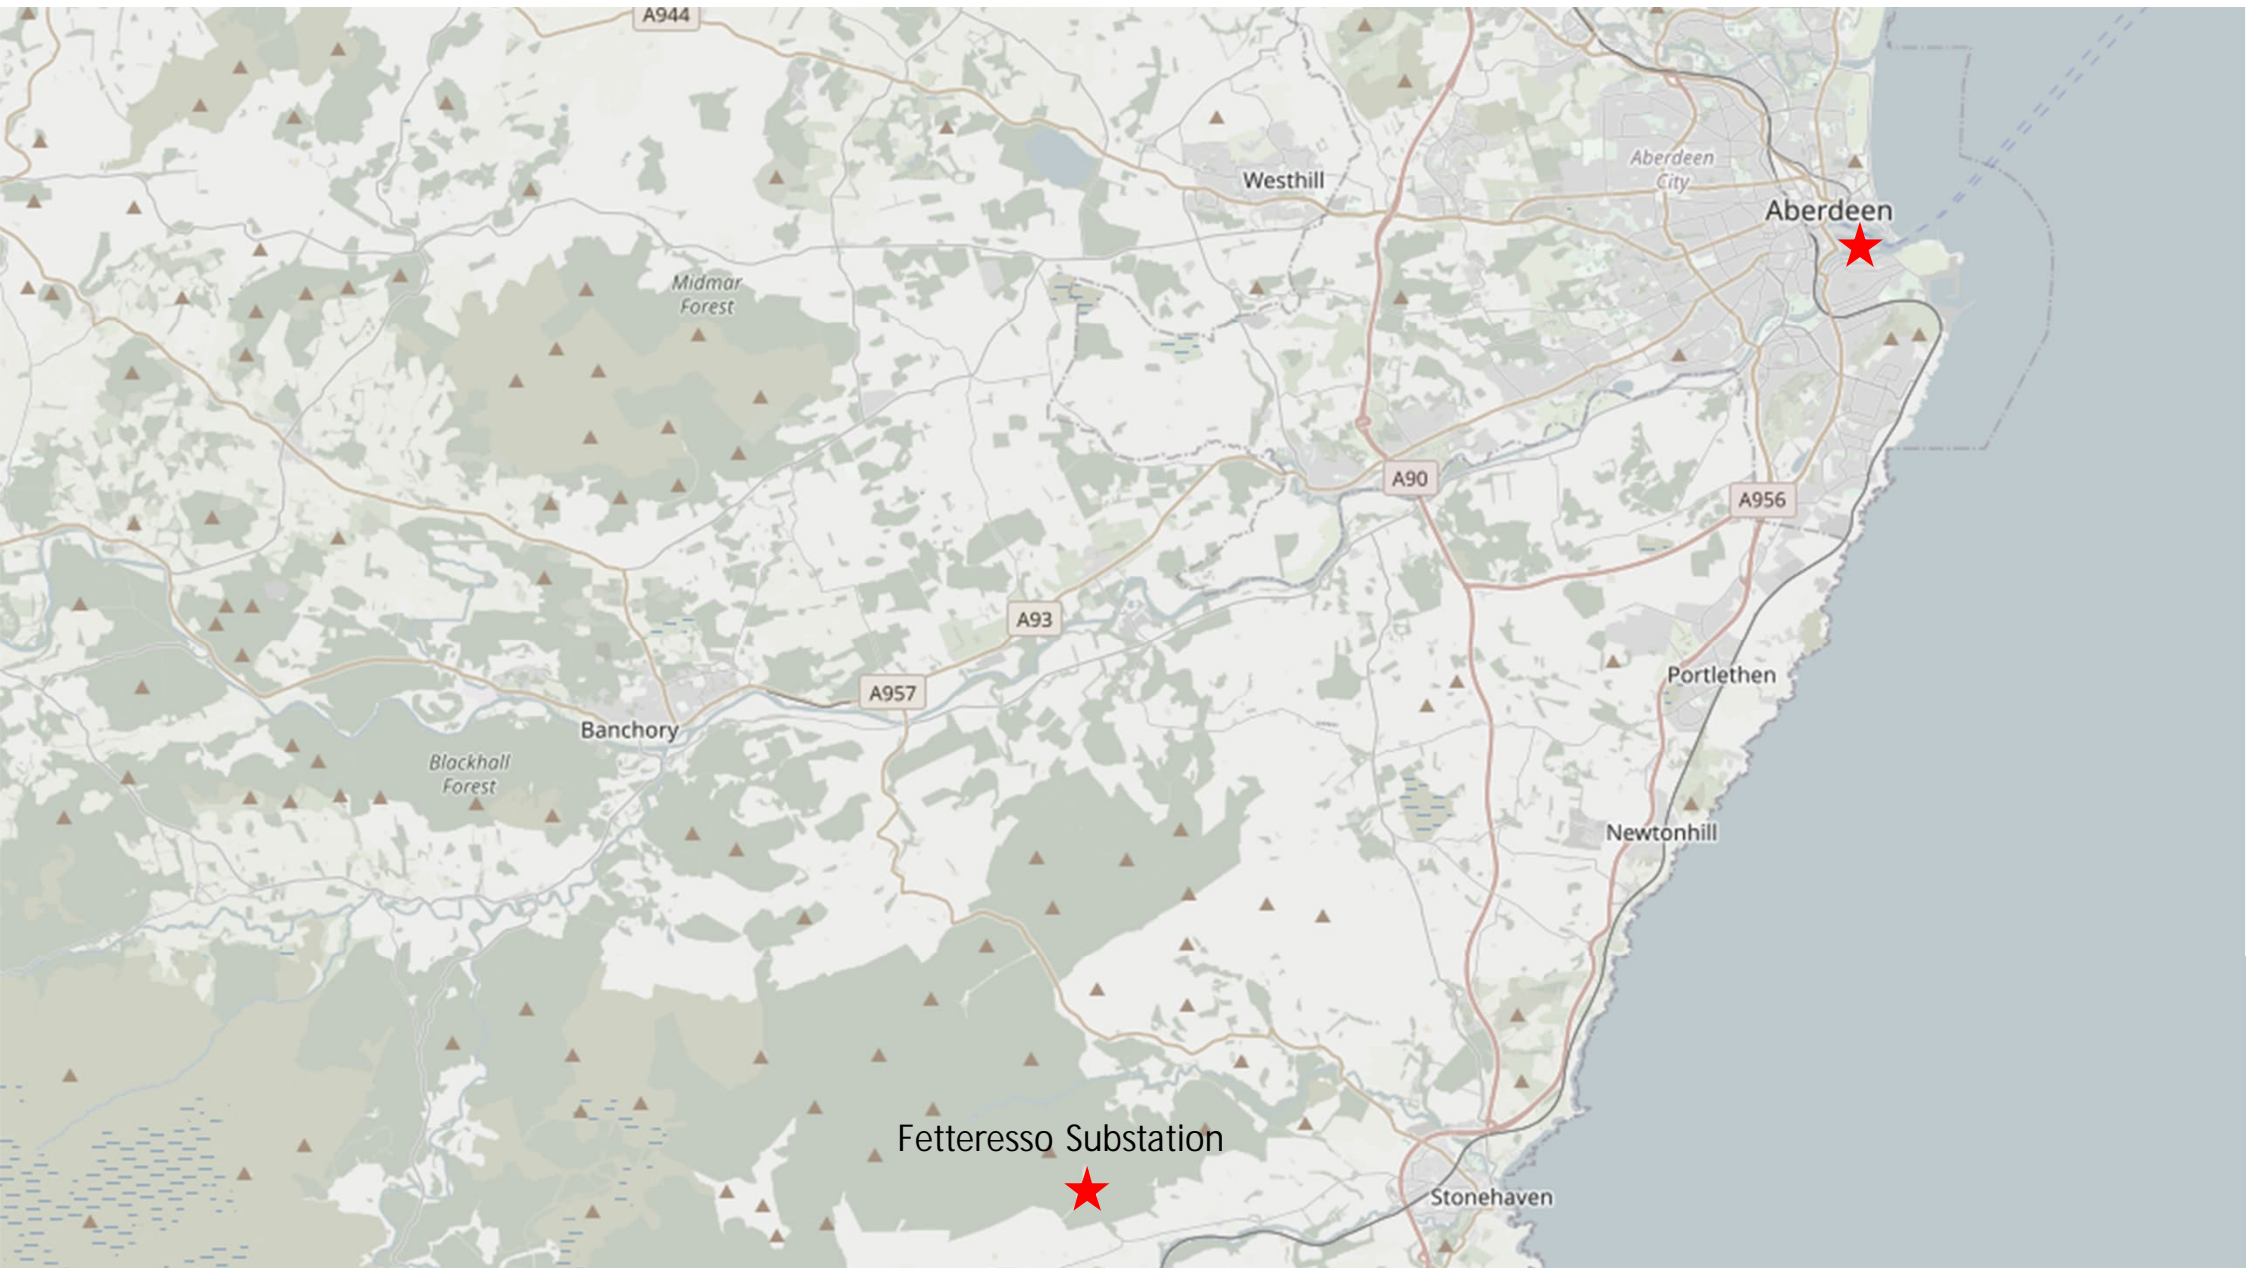 A944
Aberdeen
City
Westhill
Aberdeen
Midmar
Forest
A90
A956
A93
Portlethen
A957
Banchory
Blackhall
Forest
Newtonhill
Fetteresso Substation
Stonehaven